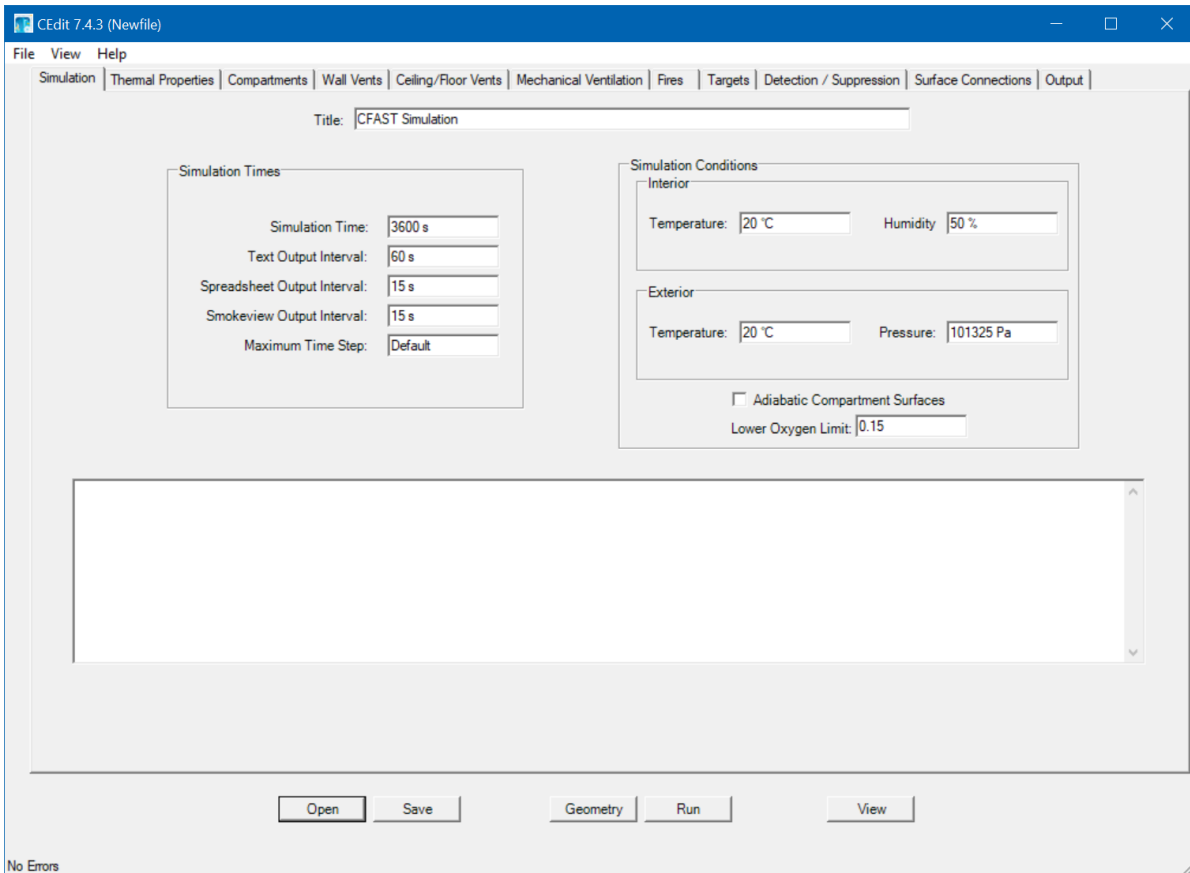 CEdit 7.4.3 (Newfile)
File View Help
Simulation Thermal Properties Compartments Wall Vents Ceiling/Floor Vents Mechanical Ventilation Fires Targets Detection / Suppression Surface Connections Output
Title: CFAST Simulation
Simulation Times
Simulation Time: 3600 s
Text Output Interval: 60 s
Spreadsheet Output Interval: 15 s
Smokeview Output Interval: 15 s
Maximum Time Step: Default
Simulation Conditions
Interior
Temperature: 20 °C Humidity 50 %
Exterior
Temperature: 20 °C Pressure: 101325 Pa
Adiabatic Compartment Surfaces
Lower Oxygen Limit: 0.15
Open Save Geometry Run View
No Errors